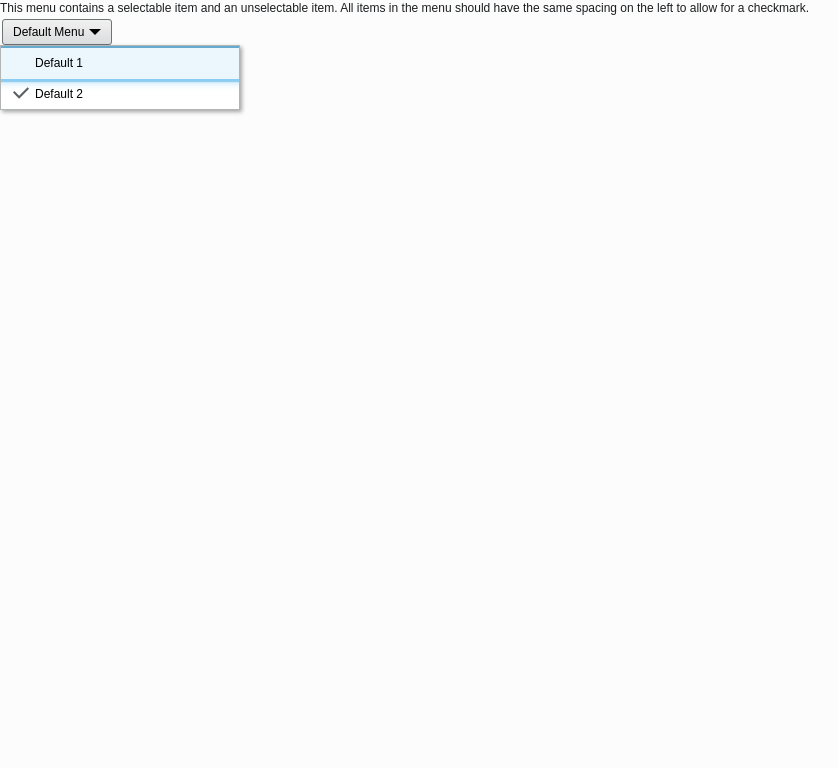 This menu contains a selectable item and an unselectable item. All items in the menu should have the same spacing on the left to allow for a checkmark.
Default Menu
Default 1
Default 2